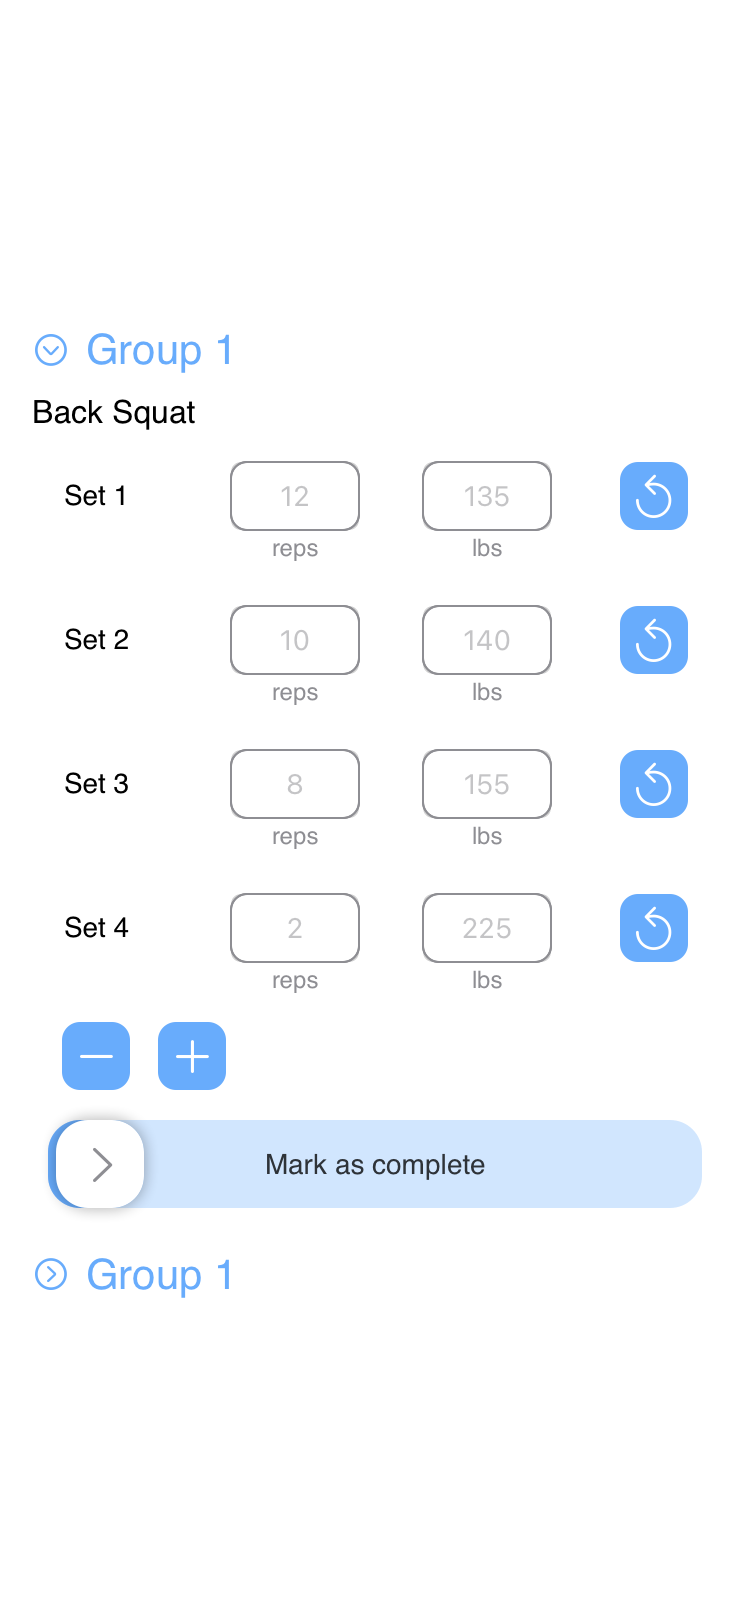 Group 1
Back Squat
Set 1 12 135
reps lbs
Set 2 10 140
reps lbs
Set 3 8 155
reps lbs
Set 4 2 225
reps lbs
Mark as complete
Group 1